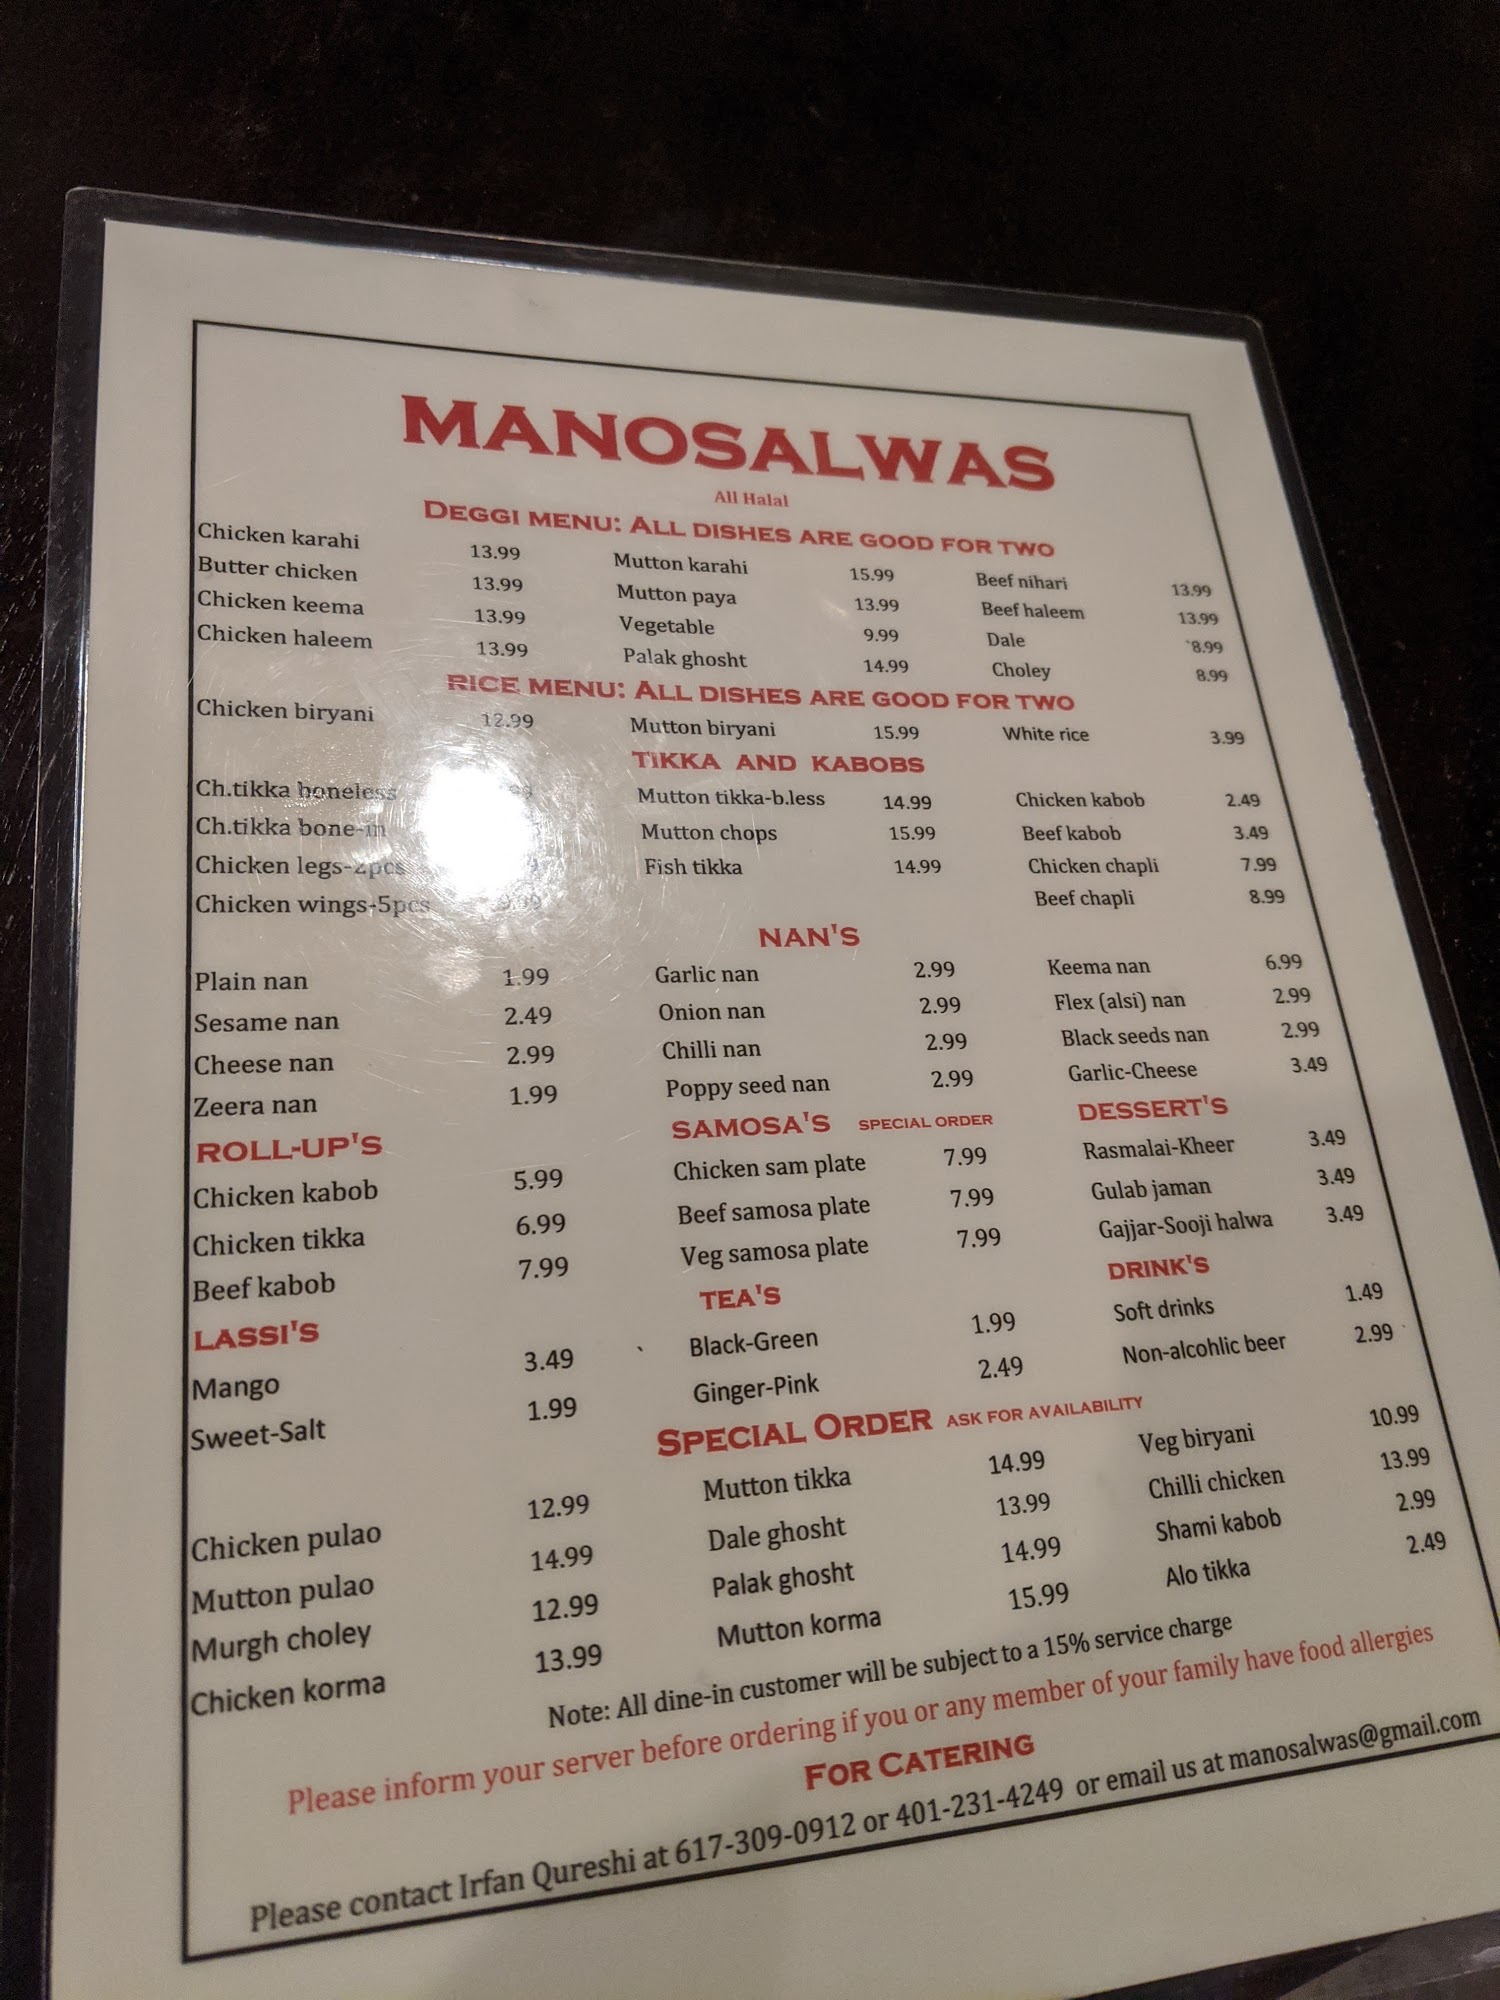 MANOSALWAS
All Halal
DEGGI MENU: ALL DISHES ARE GOOD FOR TWO
Chicken karahi 13.99 Mutton karahi 15.99 Beef nihari 13.99
Butter chicken 13.99 Mutton paya 13.99 Beef haleem 13.99
Chicken keema 13.99 Vegetable 9.99 Dale `8.99
Chicken haleem 13.99 Palak ghosht 14.99 Choley 8.99
RICE MENU: ALL DISHES ARE GOOD FOR TWO
Chicken biryani 12.99 Mutton biryani 15.99 White rice 3.99
TIKKA AND KABOBS
Ch.tikka boneless Mutton tikka-b.less 14.99 Chicken kabob 2.49
Ch.tikka bone-in Mutton chops 15.99 Beef kabob 3.49
Chicken legs-2pcs Fish tikka 14.99 Chicken chapli 7.99
Chicken wings-5pcs Beef chapli 8.99
NAN'S
Plain nan 1.99 Garlic nan 2.99 Keema nan 6.99
Sesame nan 2.49 Onion nan 2.99 Flex (alsi) nan 2.99
Cheese nan 2.99 Chilli nan 2.99 Black seeds nan 2.99
Zeera nan 1.99 Poppy seed nan 2.99 Garlic-Cheese 3.49
ROLL-UP'S SAMOSA'S SPECIAL ORDER DESSERT'S
Chicken kabob 5.99 Chicken sam plate 7.99 Rasmalai-Kheer 3.49
Chicken tikka 6.99 Beef samosa plate 7.99 Gulab jaman 3.49
Beef kabob 7.99 Veg samosa plate 7.99 Gajjar-Sooji halwa 3.49
LASSI'S TEA'S DRINK'S
Mango 3.49 Black-Green 1.99 Soft drinks 1.49
Sweet-Salt 1.99 Ginger-Pink 2.49 Non-alcohlic beer 2.99
SPECIAL ORDER ASK FOR AVAILABILITY
Chicken pulao 12.99 Mutton tikka 14.99 Veg biryani 10.99
Mutton pulao 14.99 Dale ghosht 13.99 Chilli chicken 13.99
Murgh choley 12.99 Palak ghosht 14.99 Shami kabob 2.99
Chicken korma 13.99 Mutton korma 15.99 Alo tikka 2.49
Note: All dine-in customer will be subject to a 15% service charge
Please inform your server before ordering if you or any member of your family have food allergies
FOR CATERING
Please contact Irfan Qureshi at 617-309-0912 or 401-231-4249 or email us at manosalwas@gmail.com